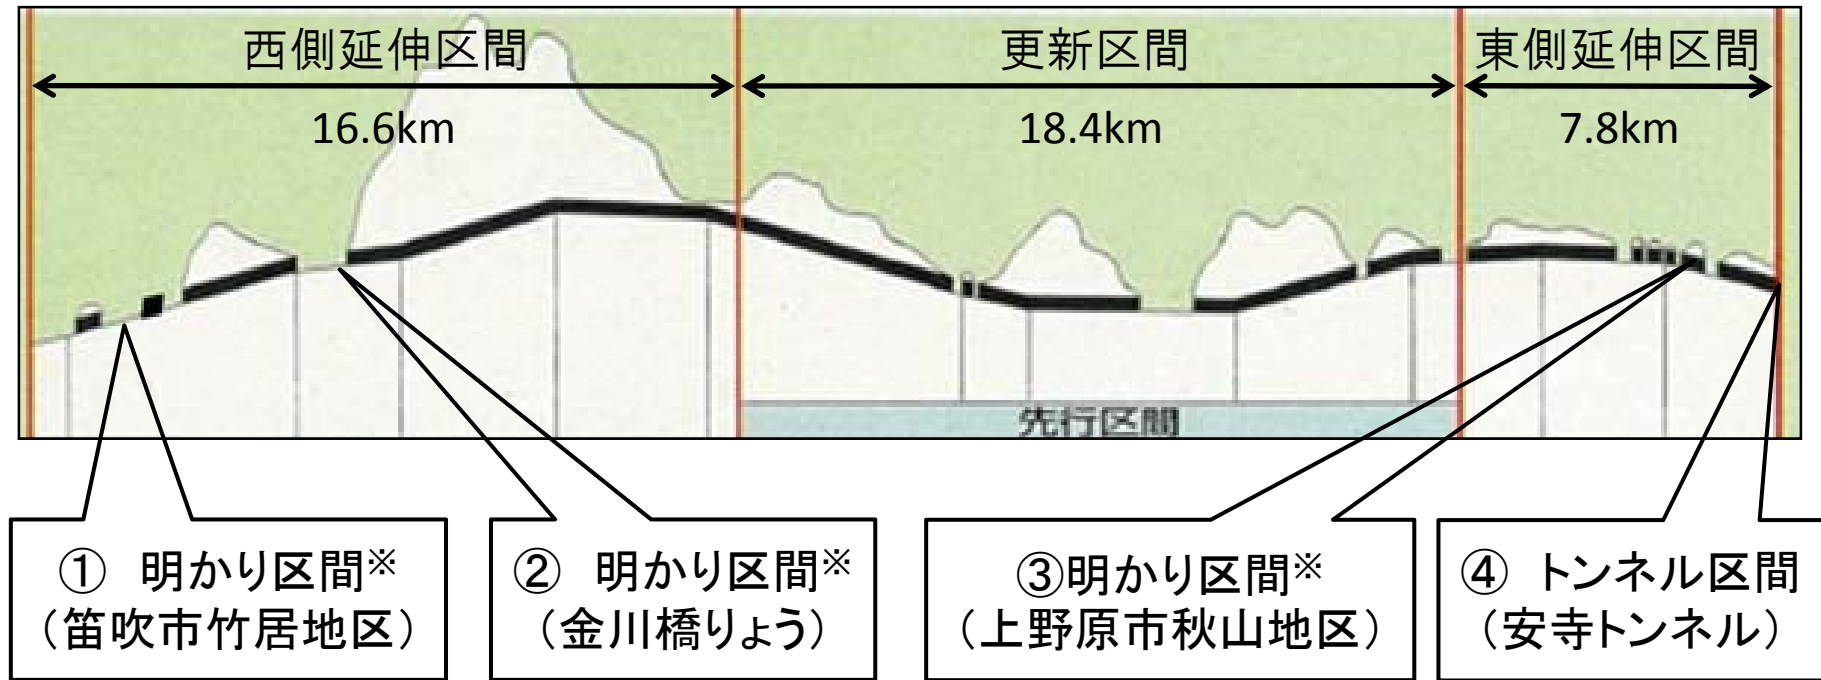 西側延伸区間
更新区間
東側延伸区間
16.6km
18.4km
7.8km
先行区間
① 明かり区間※
(笛吹市竹居地区)
② 明かり区間※
(金川橋りょう)
③明かり区間※
(上野原市秋山地区)
④ トンネル区間
(安寺トンネル)